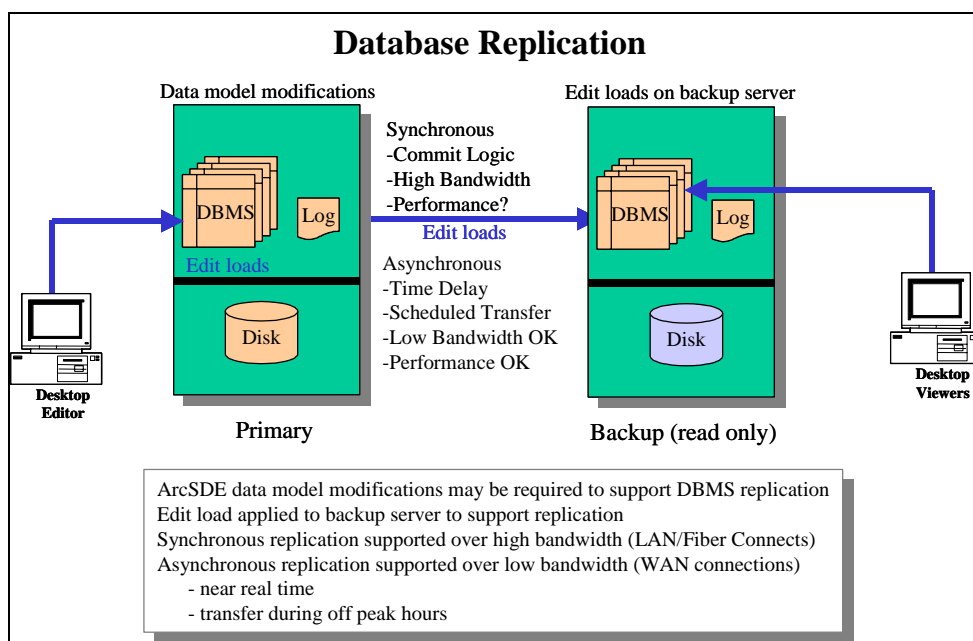 Database Replication
Data model modifications
Edit loads on backup server
Synchronous
-Commit Logic
-High Bandwidth
-Performance?
Edit loads
Asynchronous
-Time Delay
-Scheduled Transfer
-Low Bandwidth OK
-Performance OK
DBMS
Log
Edit loads
Disk
DBMS
Log
Disk
Desktop
Editor
Desktop
Viewers
Primary
Backup (read only)
ArcSDE data model modifications may be required to support DBMS replication
Edit load applied to backup server to support replication
Synchronous replication supported over high bandwidth (LAN/Fiber Connects)
Asynchronous replication supported over low bandwidth (WAN connections)
- near real time
- transfer during off peak hours